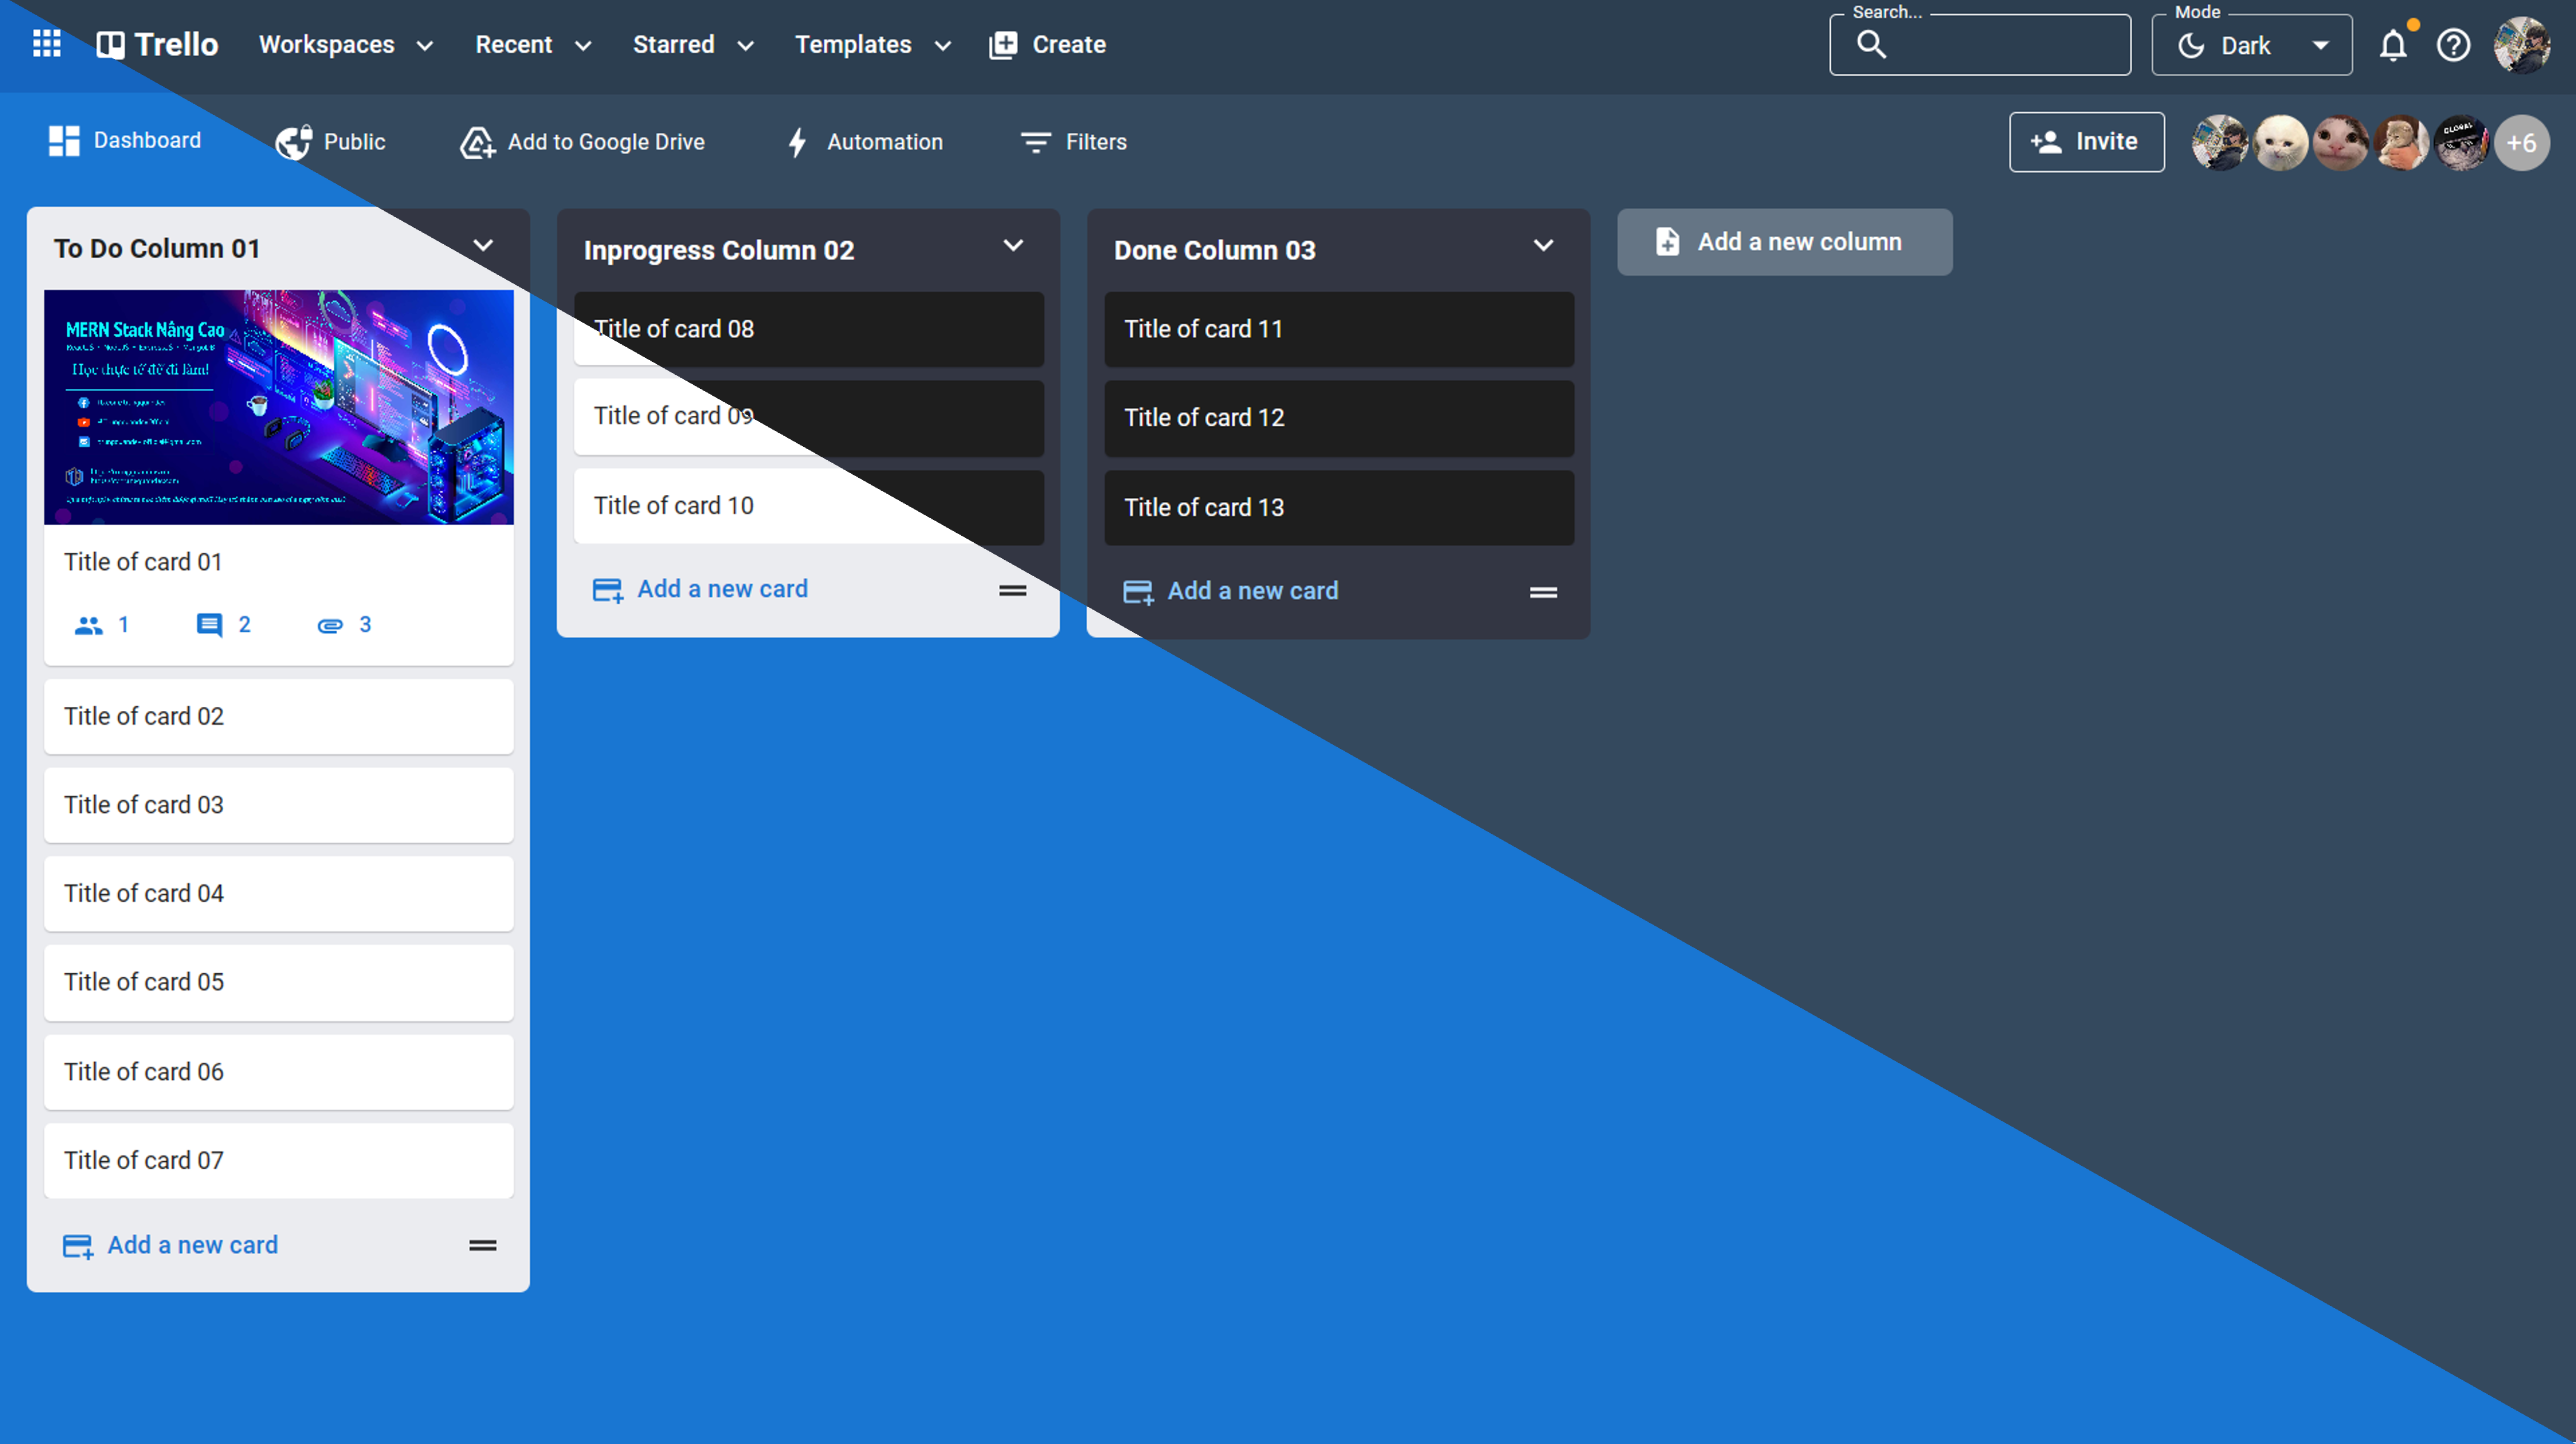 Trello Workspaces Recent Starred Templates Create Search... Mode Dark
Dashboard Public Add to Google Drive Automation Filters Invite +6
To Do Column 01
MERN Stack Nâng Cao
Học thực tế để đi làm!
Title of card 01
1 2 3
Title of card 02
Title of card 03
Title of card 04
Title of card 05
Title of card 06
Title of card 07
Add a new card
Inprogress Column 02
Title of card 08
Title of card 09
Title of card 10
Add a new card
Done Column 03
Title of card 11
Title of card 12
Title of card 13
Add a new card
Add a new column